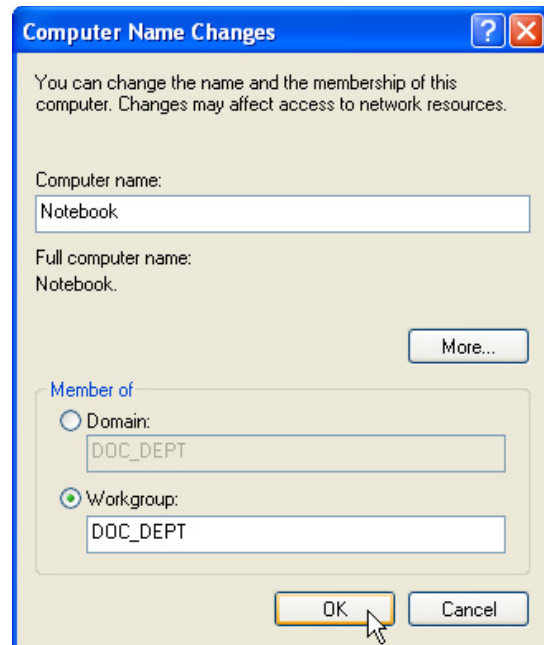 Computer Name Changes
?
You can change the name and the membership of this
computer. Changes may affect access to network resources.
Computer name:
Notebook
Full computer name:
Notebook.
More...
Member of
Domain:
DOC_DEPT
Workgroup:
DOC_DEPT
OK
Cancel